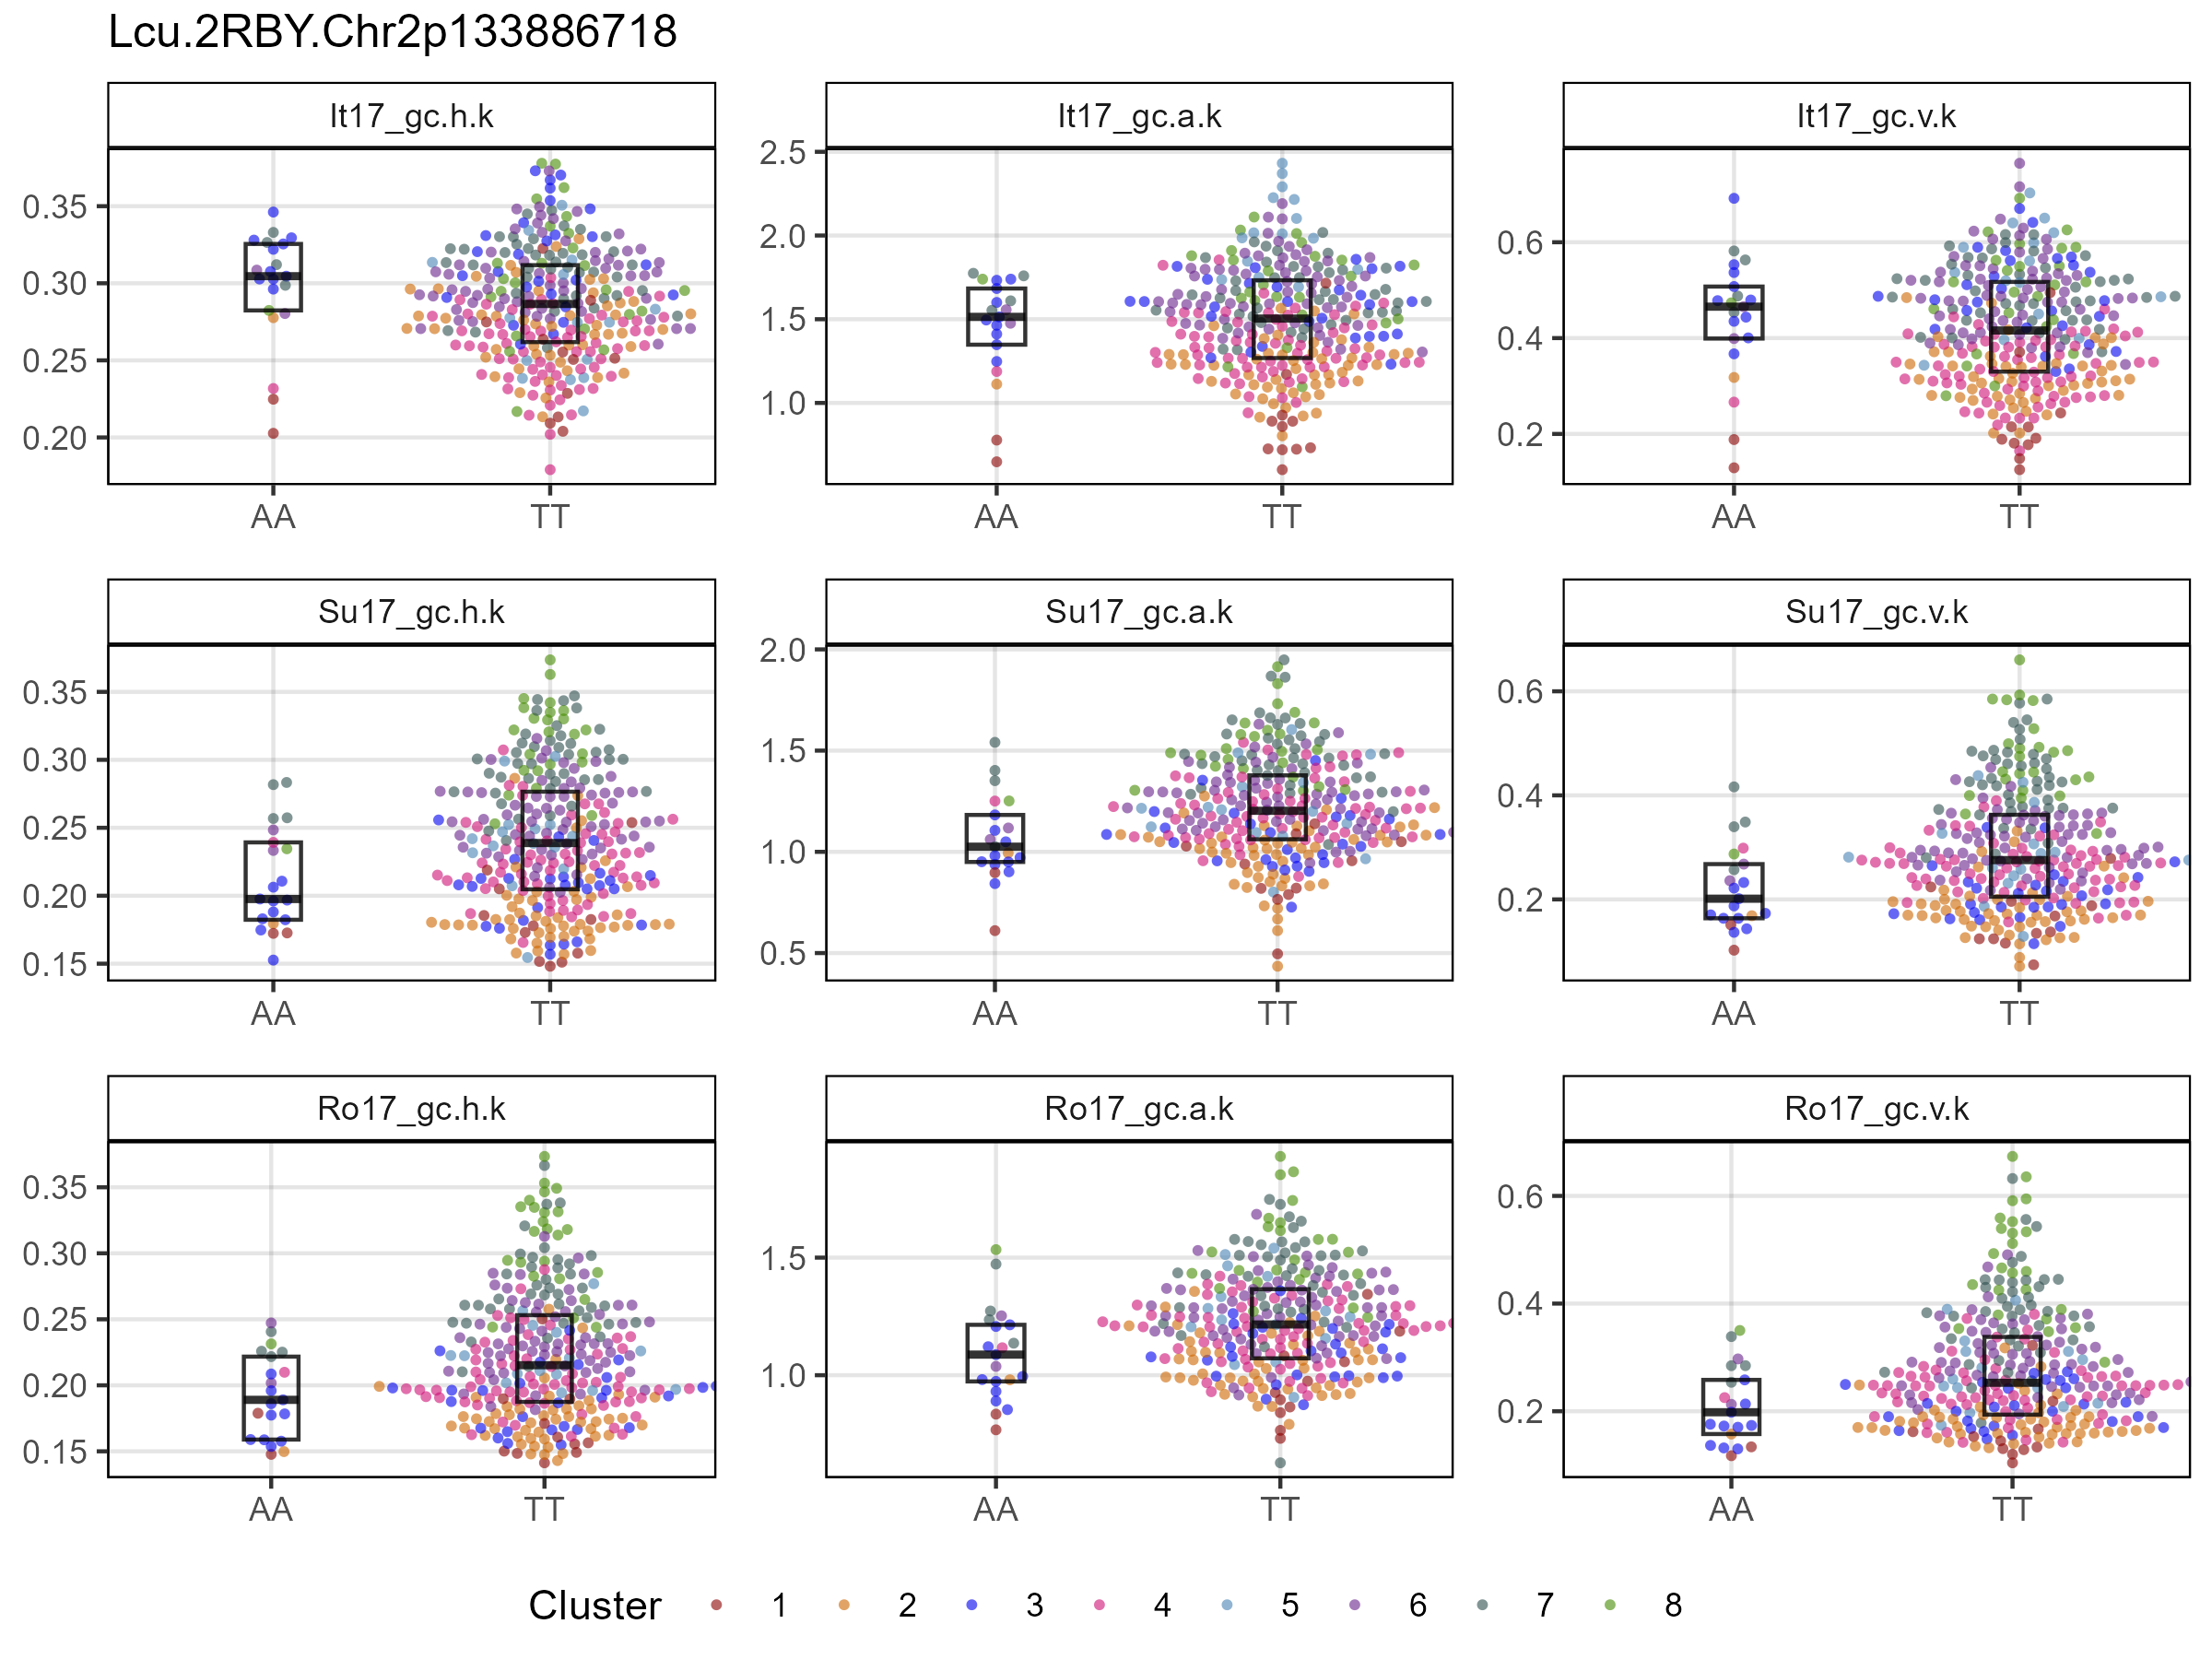 Lcu.2RBY.Chr2p133886718
It17_gc.h.k
It17_gc.a.k
It17_gc.v.k
0.35
0.30
0.25
0.20
AA
TT
2.5
2.0
1.5
1.0
AA
TT
0.6
0.4
0.2
AA
TT
Su17_gc.h.k
Su17_gc.a.k
Su17_gc.v.k
0.35
0.30
0.25
0.20
0.15
AA
TT
2.0
1.5
1.0
0.5
AA
TT
0.6
0.4
0.2
AA
TT
Ro17_gc.h.k
Ro17_gc.a.k
Ro17_gc.v.k
0.35
0.30
0.25
0.20
0.15
AA
TT
1.5
1.0
AA
TT
0.6
0.4
0.2
AA
TT
Cluster 1 2 3 4 5 6 7 8